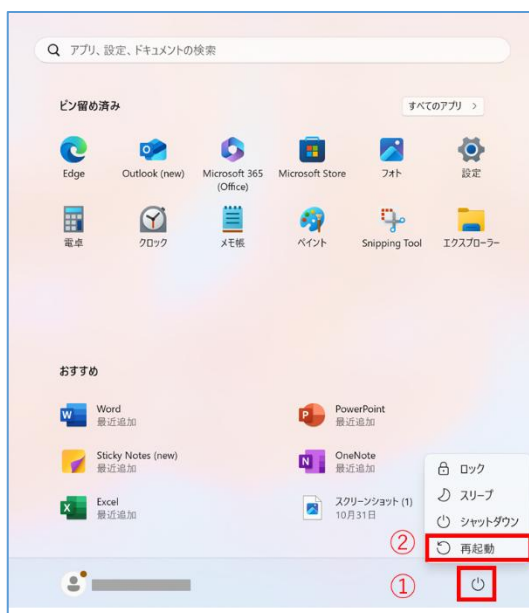 アプリ、設定、ドキュメントの検索
ピン留め済み
すべてのアプリ
Edge
Outlook (new)
Microsoft 365
(Office)
Microsoft Store
フォト
設定
電卓
クロック
メモ帳
ペイント
Snipping Tool
エクスプローラー
おすすめ
Word
最近追加
PowerPoint
最近追加
Sticky Notes (new)
最近追加
OneNote
最近追加
Excel
最近追加
スクリーンショット (1)
10月31日
ロック
スリープ
シャットダウン
② 再起動
①